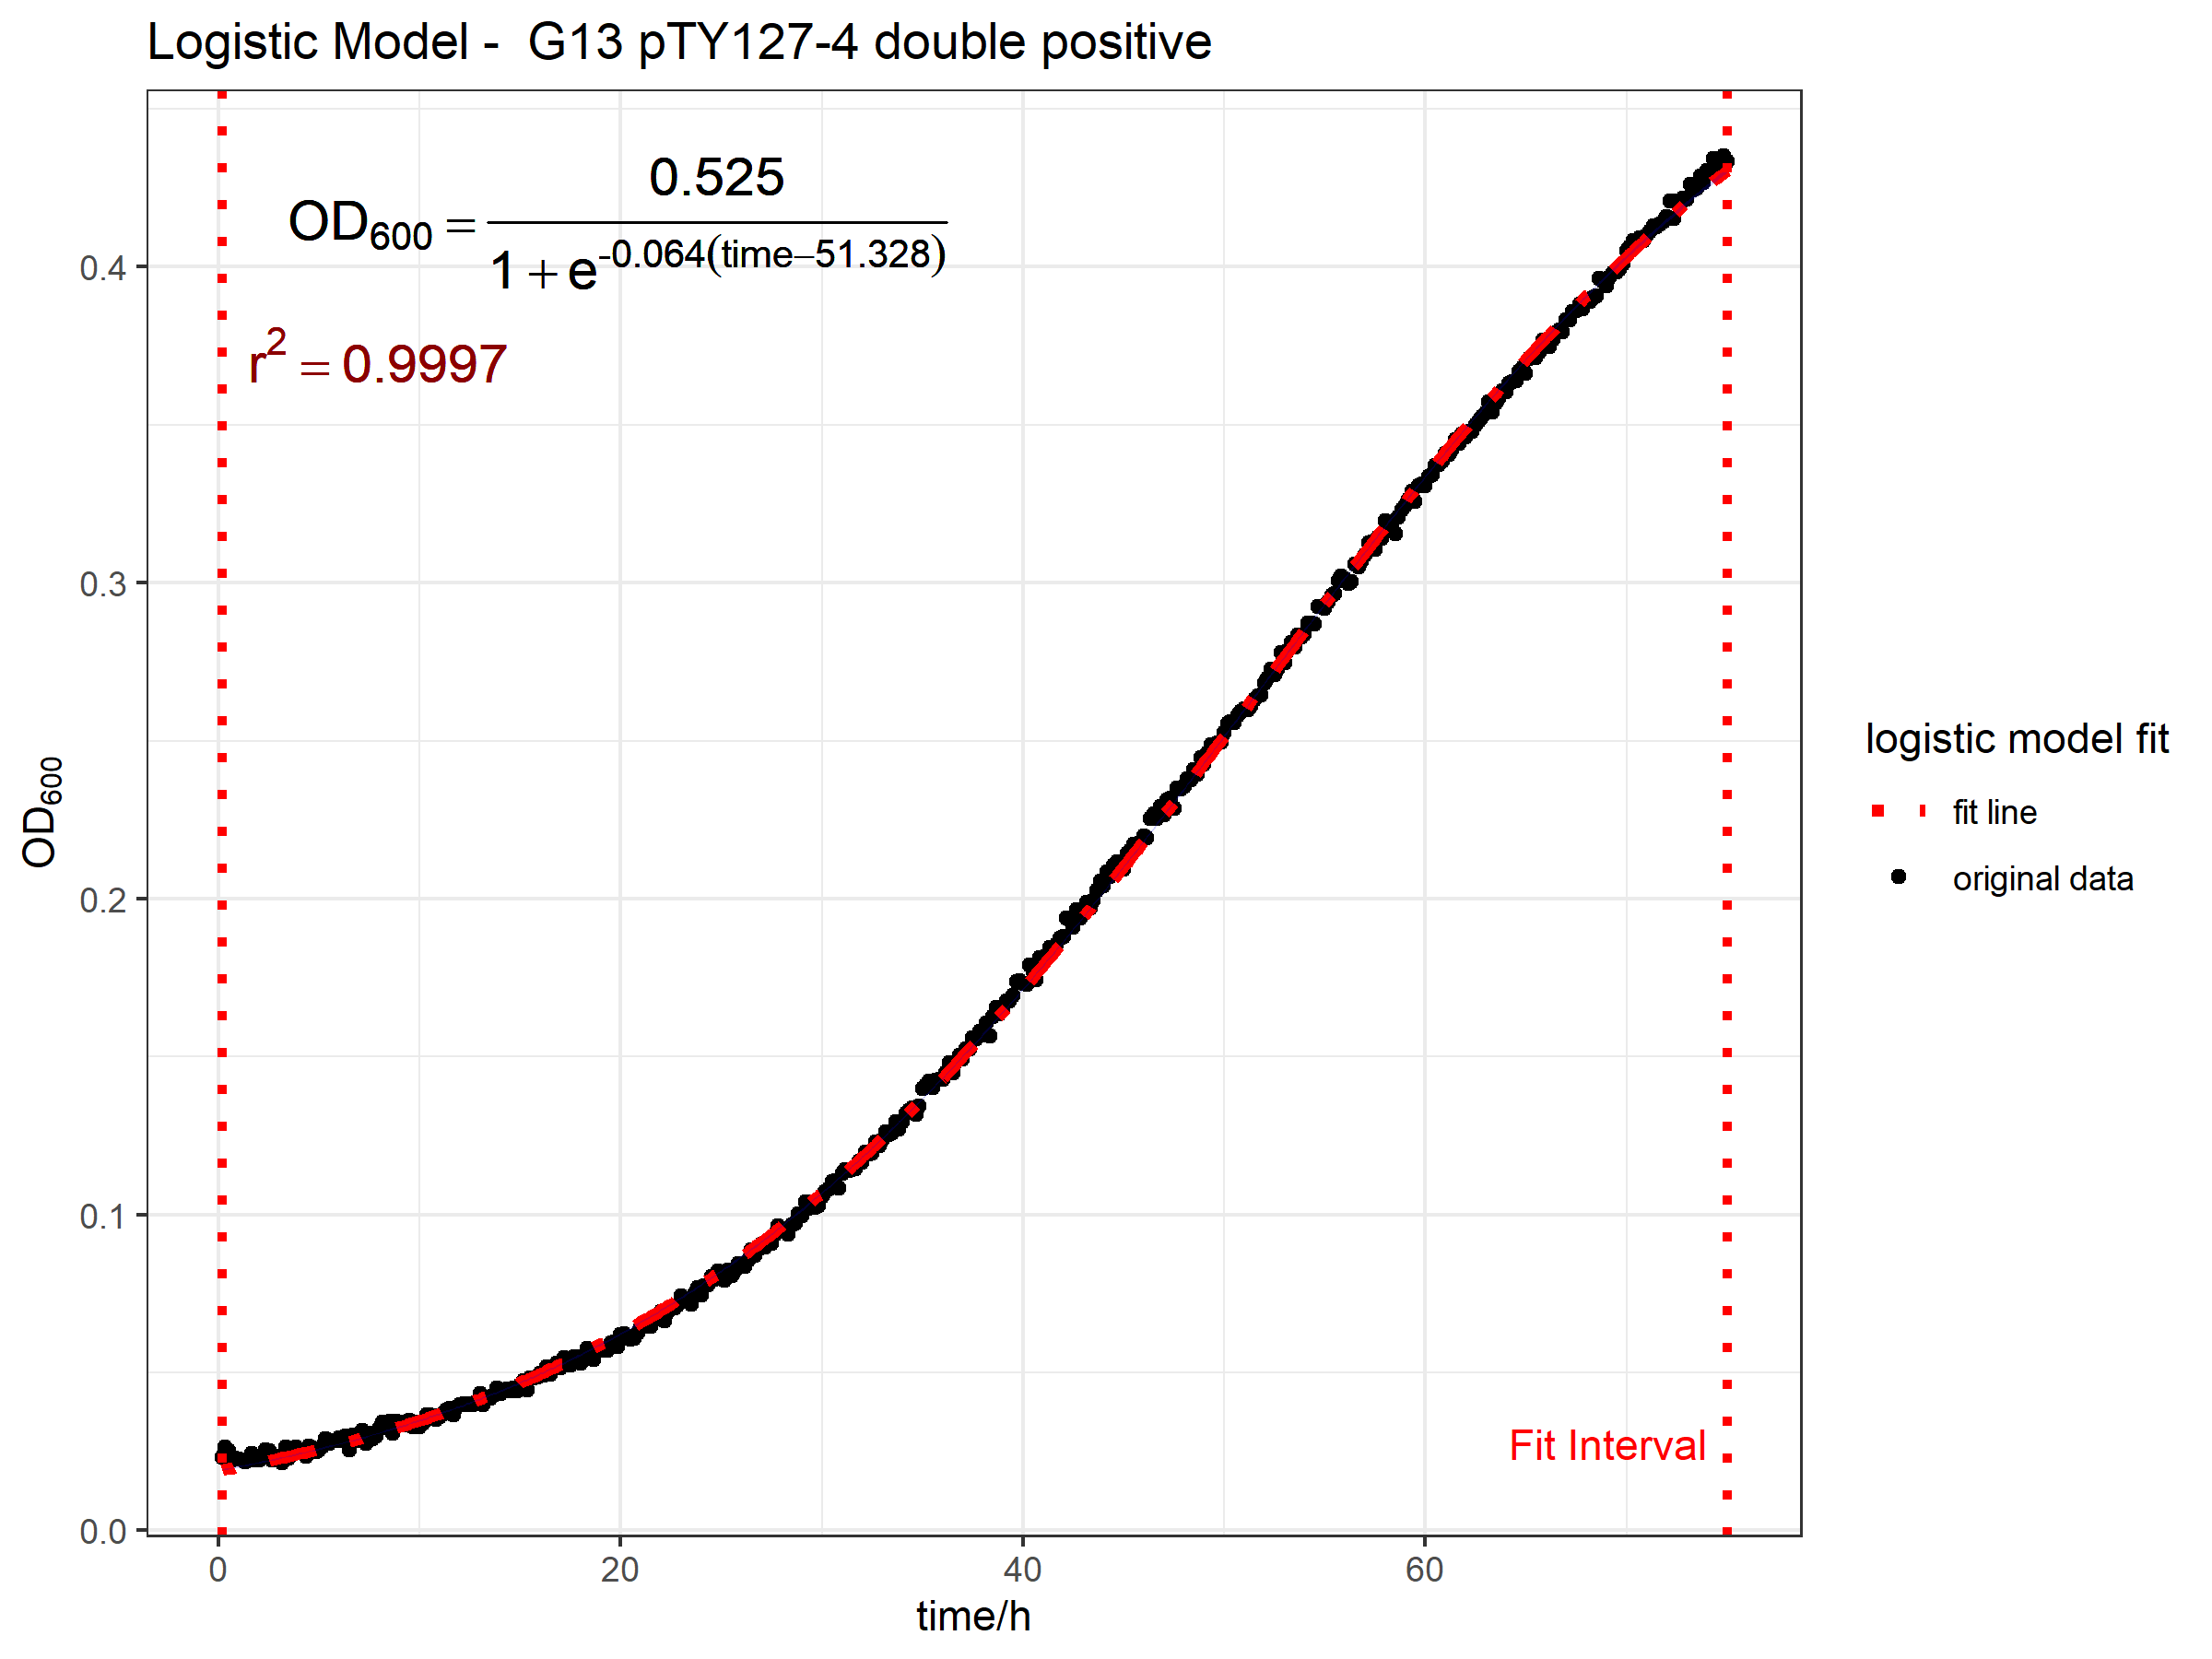 Logistic Model -  G13 pTY127-4 double positive
OD₆₀₀ = 0.525 / 1 + e^-0.064(time−51.328)
r² = 0.9997
Fit Interval
0.4
0.3
0.2
0.1
0.0
OD₆₀₀
0 20 40 60
time/h
logistic model fit
fit line
original data